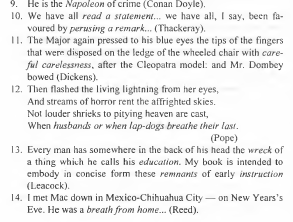 9. He is the Napoleon of crime (Conan Doyle).
10. We have all read a statement... we have all, I say, been fa-
voured by perusing a remark... (Thackeray).
11. The Major again pressed to his blue eyes the tips of the fingers
that were disposed on the ledge of the wheeled chair with care-
ful carelessness, after the Cleopatra model: and Mr. Dombey
bowed (Dickens).
12. Then flashed the living lightning from her eyes,
And streams of horror rent the affrighted skies.
Not louder shrieks to pitying heaven are cast,
When husbands or when lap-dogs breathe their last.
(Pope)
13. Every man has somewhere in the back of his head the wreck of
a thing which he calls his education. My book is intended to
embody in concise form these remnants of early instruction
(Leacock).
14. I met Mac down in Mexico-Chihuahua City — on New Years's
Eve. He was a breath from home... (Reed).